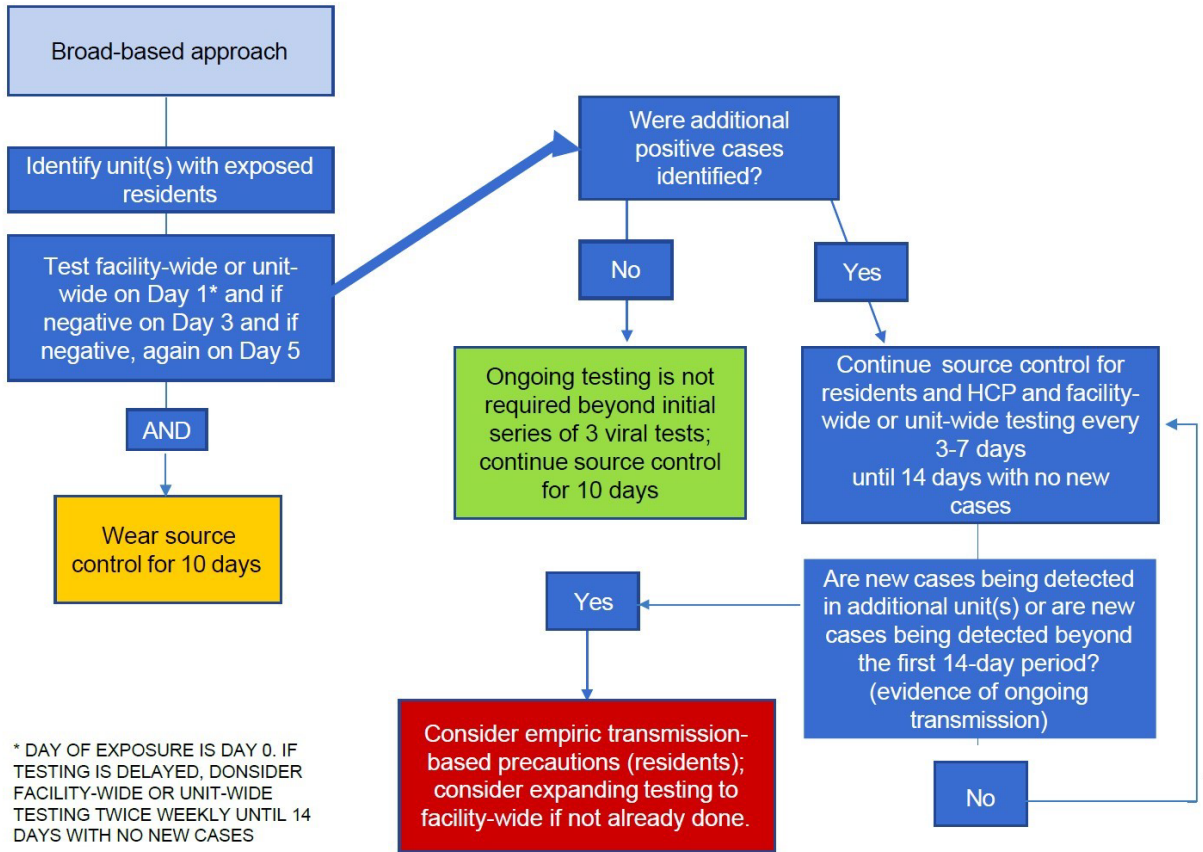 Broad-based approach
Identify unit(s) with exposed
residents
Test facility-wide or unit-
wide on Day 1* and if
negative on Day 3 and if
negative, again on Day 5
AND
Wear source
control for 10 days
* DAY OF EXPOSURE IS DAY 0. IF
TESTING IS DELAYED, DONSIDER
FACILITY-WIDE OR UNIT-WIDE
TESTING TWICE WEEKLY UNTIL 14
DAYS WITH NO NEW CASES
Were additional
positive cases
identified?
No
Ongoing testing is not
required beyond initial
series of 3 viral tests;
continue source control
for 10 days
Yes
Continue source control for
residents and HCP and facility-
wide or unit-wide testing every
3-7 days
until 14 days with no new
cases
Are new cases being detected
in additional unit(s) or are new
cases being detected beyond
the first 14-day period?
(evidence of ongoing
transmission)
Yes
Consider empiric transmission-
based precautions (residents);
consider expanding testing to
facility-wide if not already done.
No